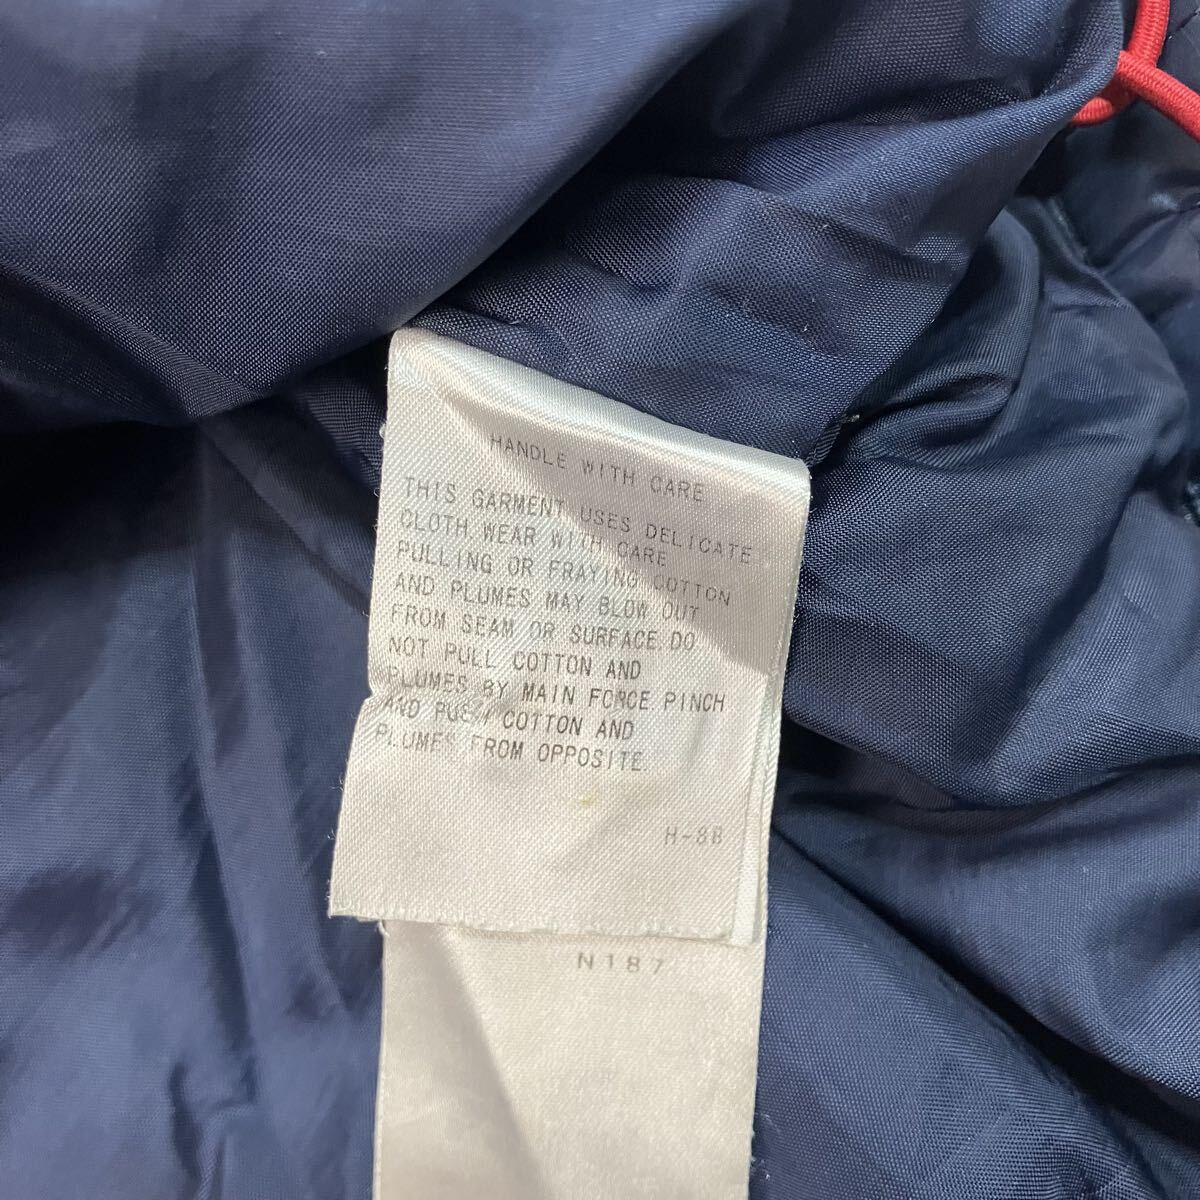 HANDLE WITH CARE
THIS GARMENT USES DELICATE
CLOTH WEAR WITH CARE
PULLING OR FRAYING COTTON
AND PLUMES MAY BLOW OUT
FROM SEAM OR SURFACE.DO
NOT PULL COTTON AND
PLUMES BY MAIN FORCE PINCH
AND PUSH COTTON AND
PLUMES FROM OPPOSITE.
H-8B
N187